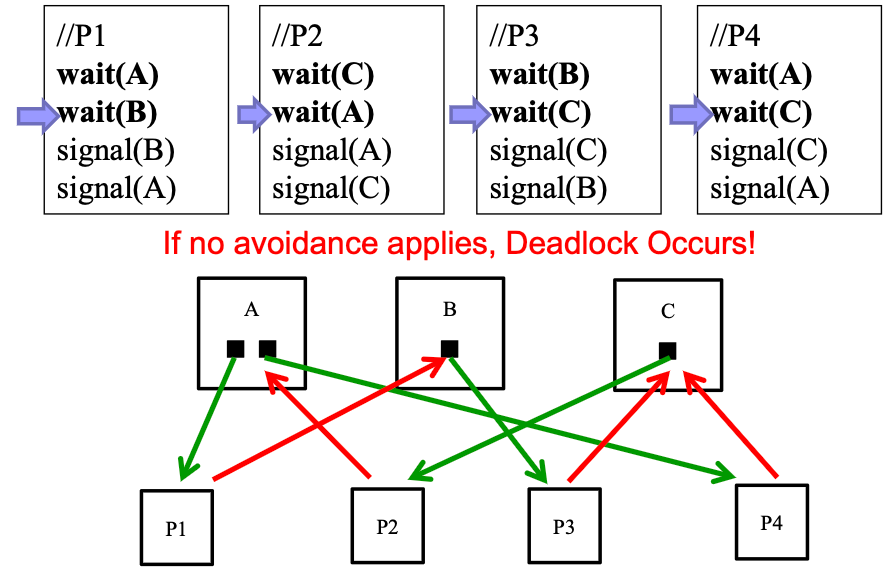 //P1
wait(A)
wait(B)
signal(B)
signal(A)
//P2
wait(C)
wait(A)
signal(A)
signal(C)
//P3
wait(B)
wait(C)
signal(C)
signal(B)
//P4
wait(A)
wait(C)
signal(C)
signal(A)
If no avoidance applies, Deadlock Occurs!
A
B
C
P1
P2
P3
P4